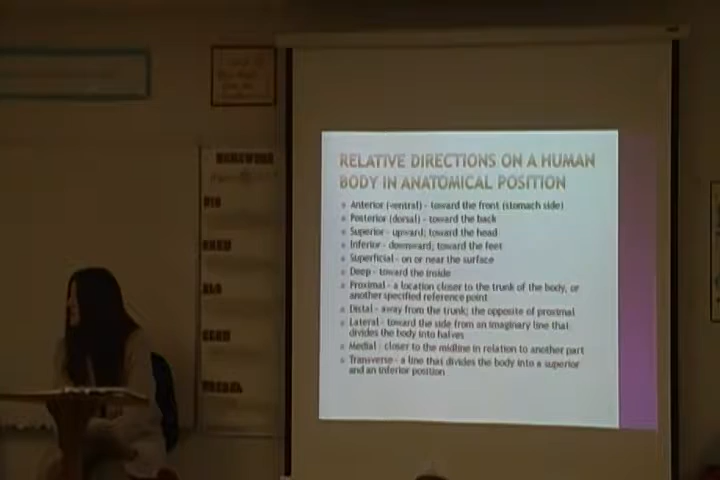 HOMEWORK
RELATIVE DIRECTIONS ON A HUMAN
BODY IN ANATOMICAL POSITION
Anterior (ventral) - toward the front (stomach side)
Posterior (dorsal) - toward the back
Superior - upward; toward the head
Inferior - downward; toward the feet
Superficial - on or near the surface
Deep - toward the inside
Proximal - a location closer to the trunk of the body, or
another specified reference point
Distal - away from the trunk; the opposite of proximal
Lateral - toward the side from an imaginary line that
divides the body into halves
Medial - closer to the midline in relation to another part
Transverse - a line that divides the body into a superior
and an inferior position